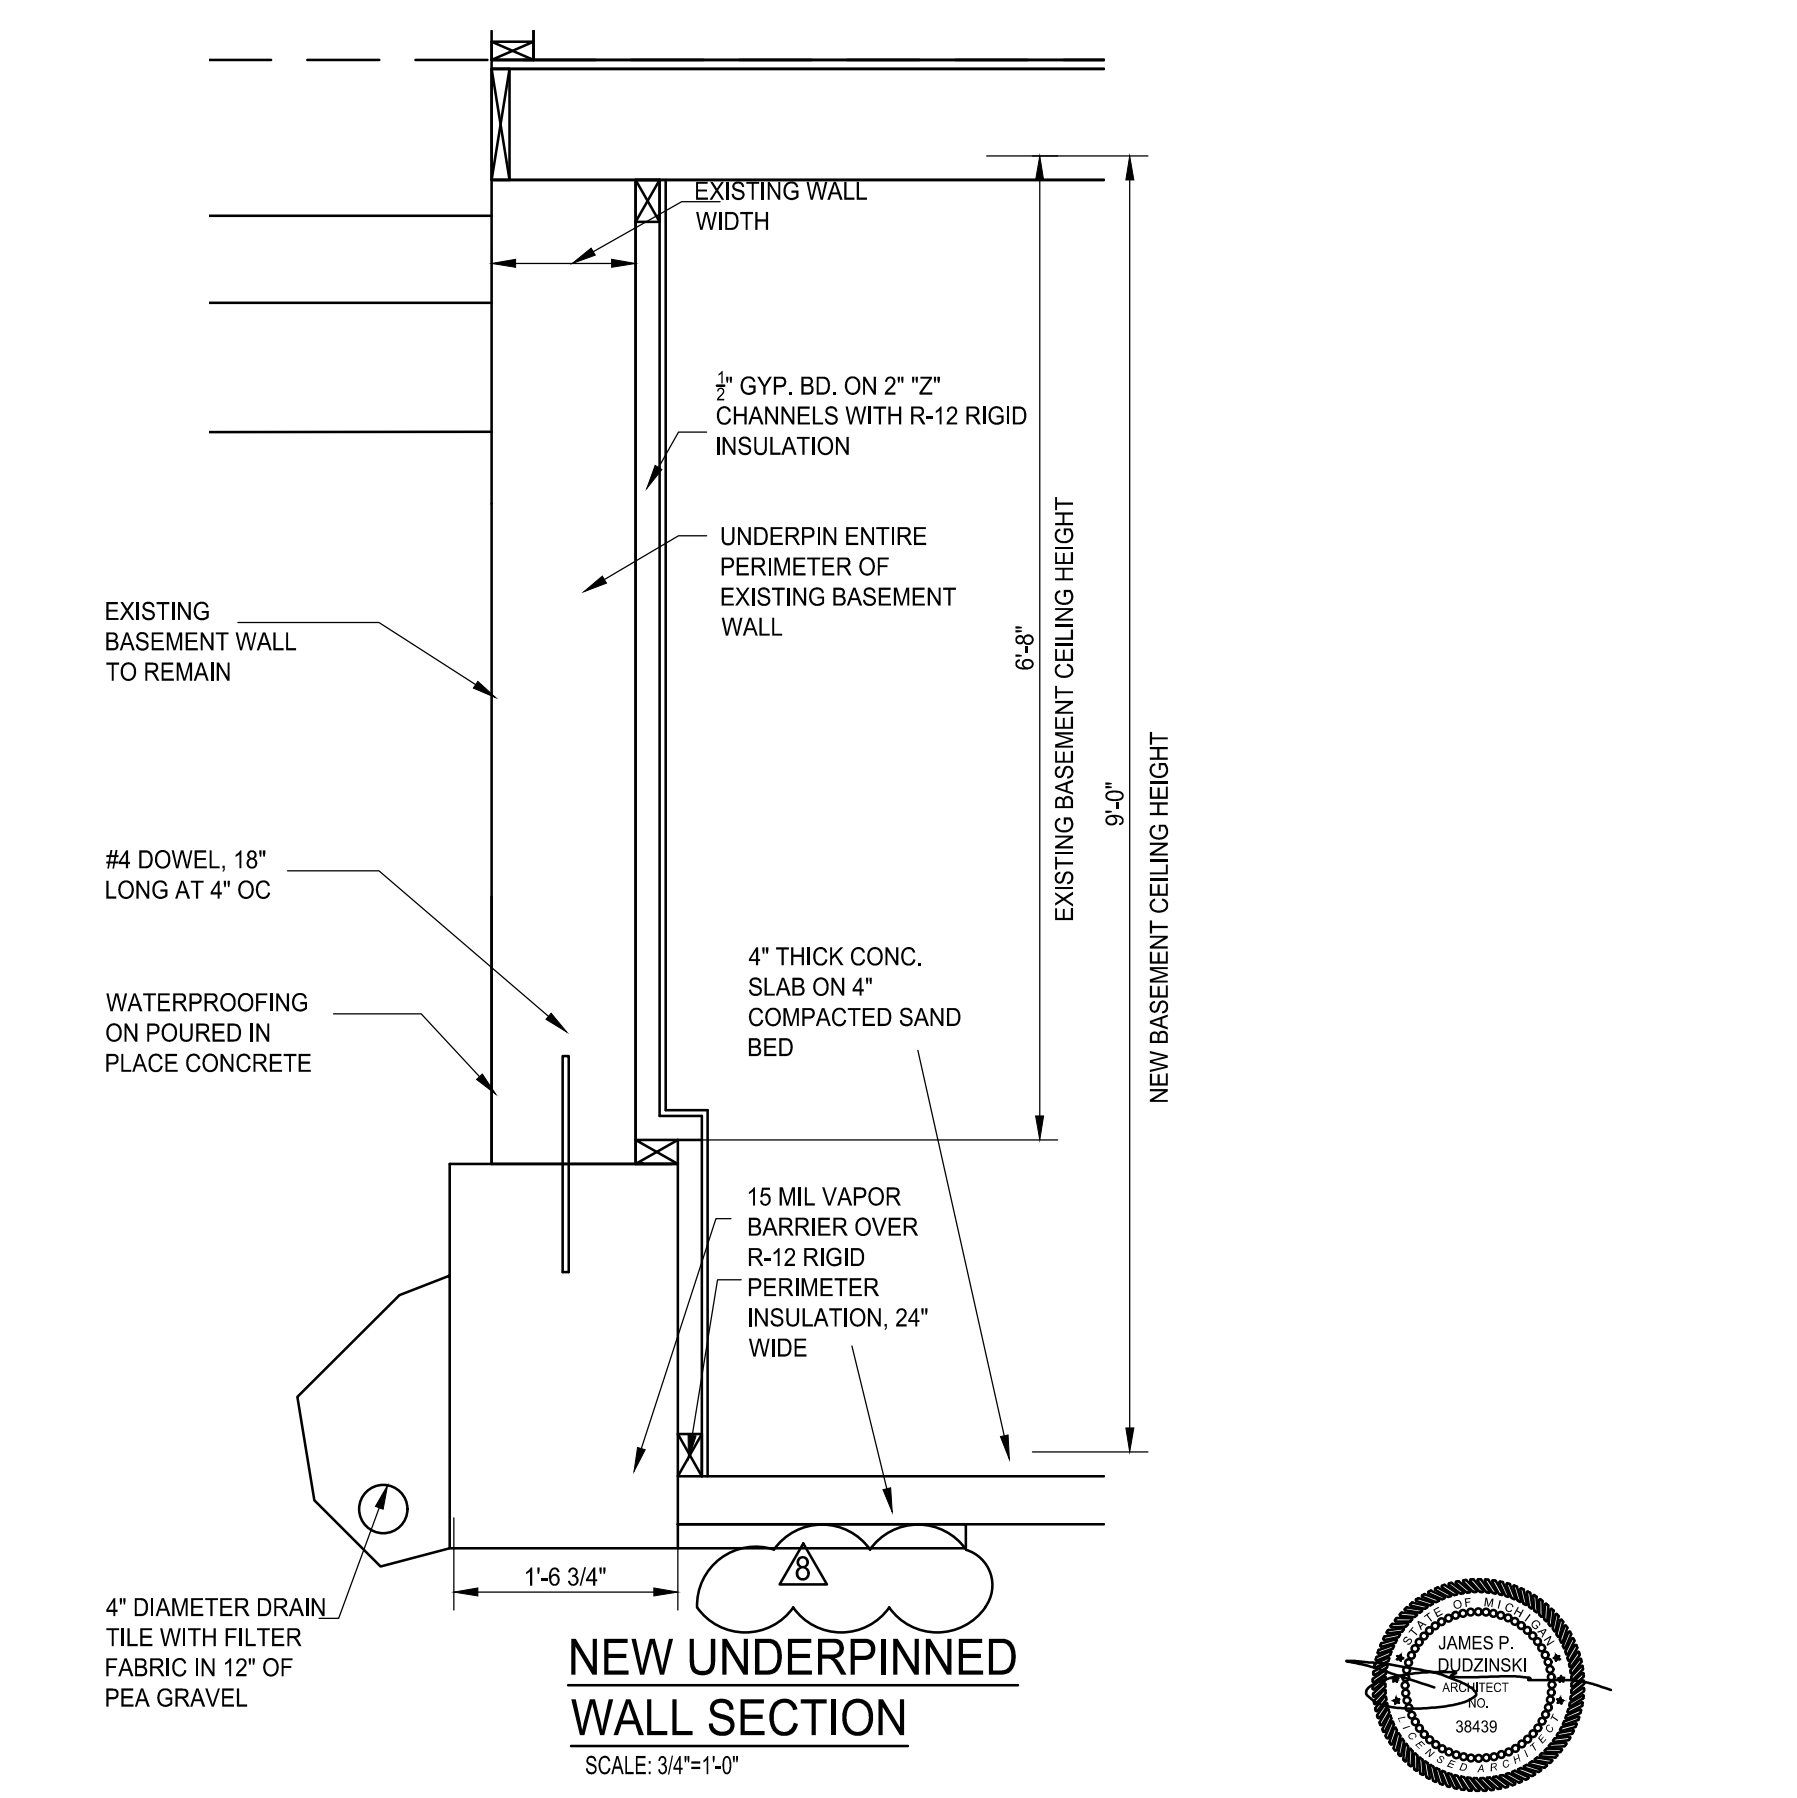 EXISTING WALL
WIDTH
1/2" GYP. BD. ON 2" "Z"
CHANNELS WITH R-12 RIGID
INSULATION
UNDERPIN ENTIRE
PERIMETER OF
EXISTING BASEMENT
WALL
EXISTING
BASEMENT WALL
TO REMAIN
6'-8"
EXISTING BASEMENT CEILING HEIGHT
9'-0"
NEW BASEMENT CEILING HEIGHT
#4 DOWEL, 18"
LONG AT 4" OC
WATERPROOFING
ON POURED IN
PLACE CONCRETE
4" THICK CONC.
SLAB ON 4"
COMPACTED SAND
BED
15 MIL VAPOR
BARRIER OVER
R-12 RIGID
PERIMETER
INSULATION, 24"
WIDE
4" DIAMETER DRAIN
TILE WITH FILTER
FABRIC IN 12" OF
PEA GRAVEL
1'-6 3/4"
8
NEW UNDERPINNED
WALL SECTION
SCALE: 3/4"=1'-0"
STATE OF MICHIGAN
JAMES P.
DUDZINSKI
ARCHITECT
NO.
38439
LICENSED ARCHITECT